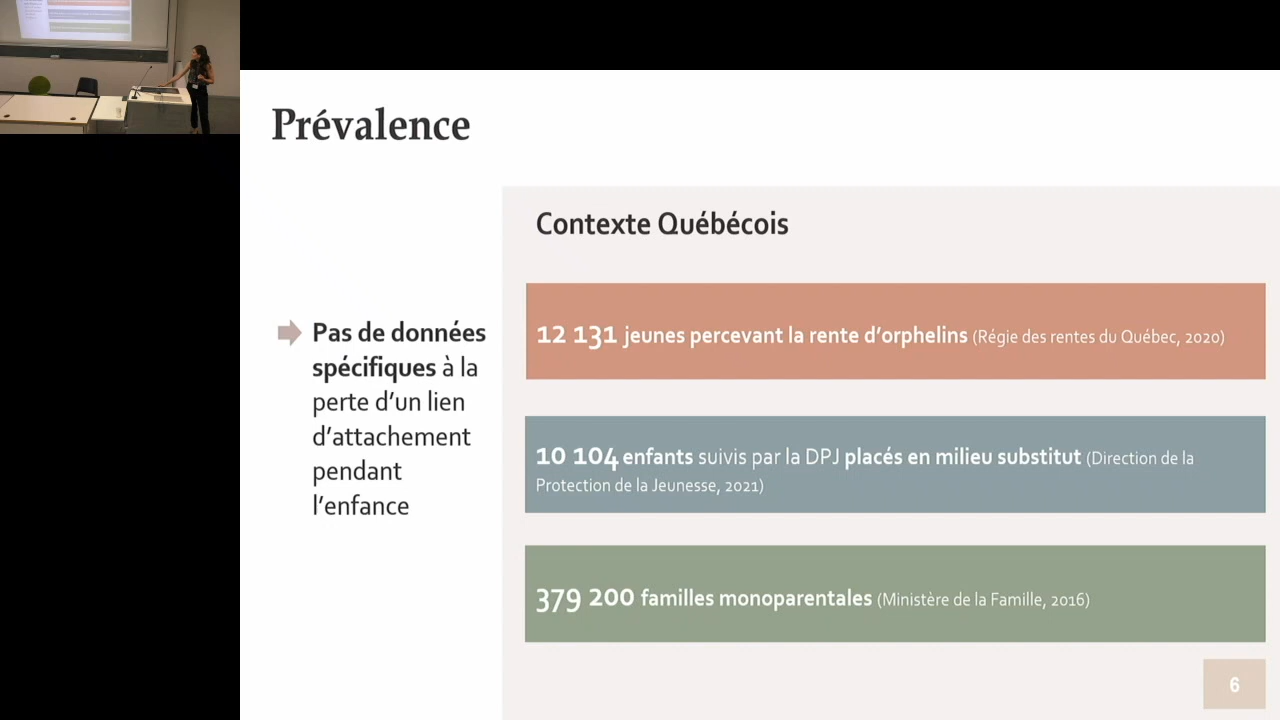 Prévalence
Pas de données
spécifiques à la
perte d'un lien
d'attachement
pendant
l'enfance
Contexte Québécois
12 131 jeunes percevant la rente d'orphelins (Régie des rentes du Québec, 2020)
10 104 enfants suivis par la DPJ placés en milieu substitut (Direction de la
Protection de la Jeunesse, 2021)
379 200 familles monoparentales (Ministère de la Famille, 2016)
6